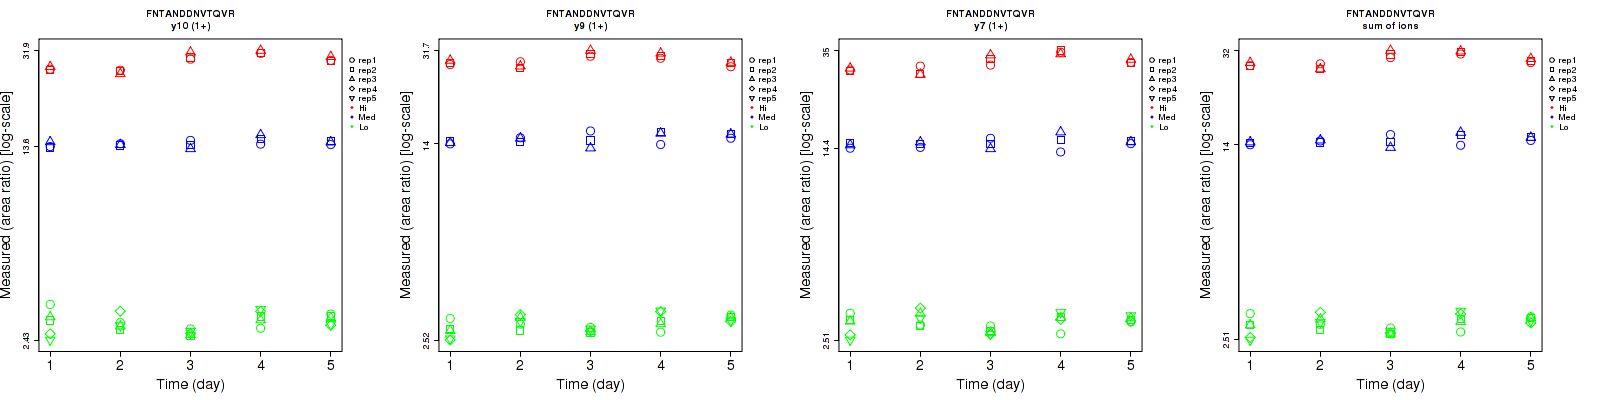 FNTANDDNVTQVR
y10 (1+)
Measured (area ratio) [log-scale]
31.9
13.6
2.43
1 2 3 4 5
Time (day)
rep1
rep2
rep3
rep4
rep5
Hi
Med
Lo
FNTANDDNVTQVR
y9 (1+)
Measured (area ratio) [log-scale]
31.7
14
2.52
1 2 3 4 5
Time (day)
rep1
rep2
rep3
rep4
rep5
Hi
Med
Lo
FNTANDDNVTQVR
y7 (1+)
Measured (area ratio) [log-scale]
35
14.4
2.51
1 2 3 4 5
Time (day)
rep1
rep2
rep3
rep4
rep5
Hi
Med
Lo
FNTANDDNVTQVR
sum of ions
Measured (area ratio) [log-scale]
32
14
2.51
1 2 3 4 5
Time (day)
rep1
rep2
rep3
rep4
rep5
Hi
Med
Lo